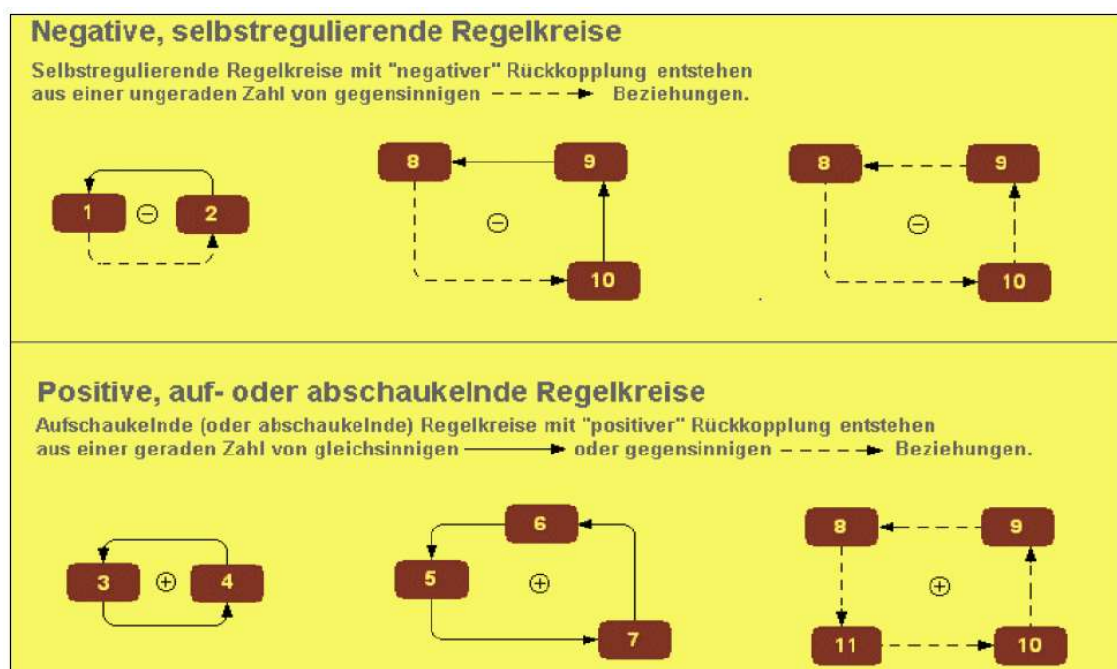 Negative, selbstregulierende Regelkreise
Selbstregulierende Regelkreise mit "negativer" Rückkopplung entstehen
aus einer ungeraden Zahl von gegensinnigen Beziehungen.
8 9 8 9
1 − 2 − −
10 10
Positive, auf- oder abschaukelnde Regelkreise
Aufschaukelnde (oder abschaukelnde) Regelkreise mit "positiver" Rückkopplung entstehen
aus einer geraden Zahl von gleichsinnigen oder gegensinnigen Beziehungen.
6 8 9
3 + 4 5 + +
7 11 10